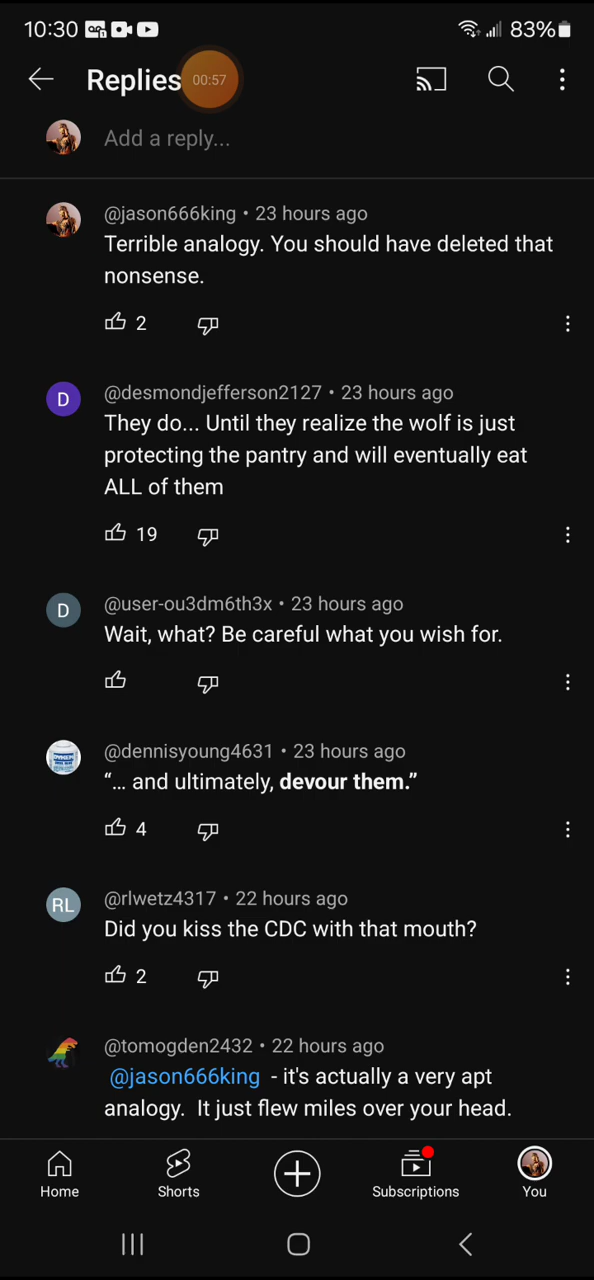 10:30
83%
Replies
00:57
Add a reply...
@jason666king • 23 hours ago
Terrible analogy. You should have deleted that
nonsense.
2
D
@desmondjefferson2127 • 23 hours ago
They do... Until they realize the wolf is just
protecting the pantry and will eventually eat
ALL of them
19
D
@user-ou3dm6th3x • 23 hours ago
Wait, what? Be careful what you wish for.
@dennisyoung4631 • 23 hours ago
“... and ultimately, devour them.”
4
RL
@rlwetz4317 • 22 hours ago
Did you kiss the CDC with that mouth?
2
@tomogden2432 • 22 hours ago
@jason666king - it's actually a very apt
analogy. It just flew miles over your head.
Home
Shorts
Subscriptions
You